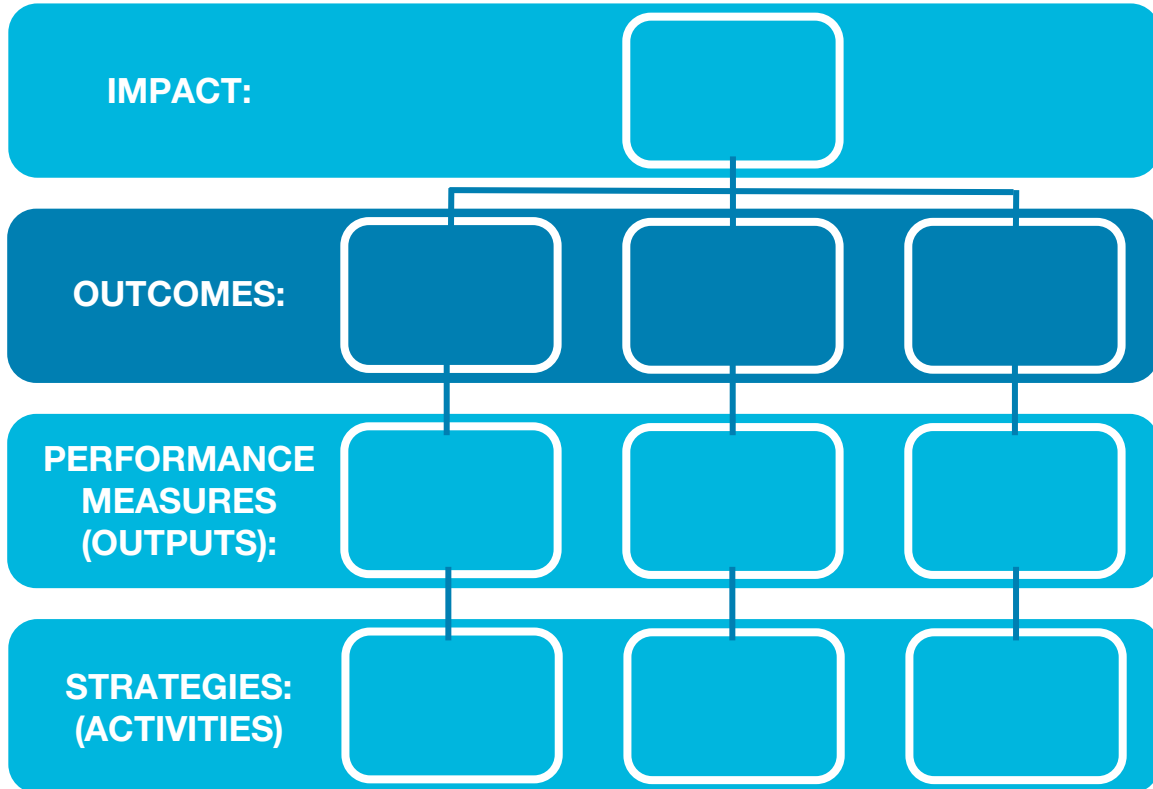 IMPACT:
OUTCOMES:
PERFORMANCE
MEASURES
(OUTPUTS):
STRATEGIES:
(ACTIVITIES)